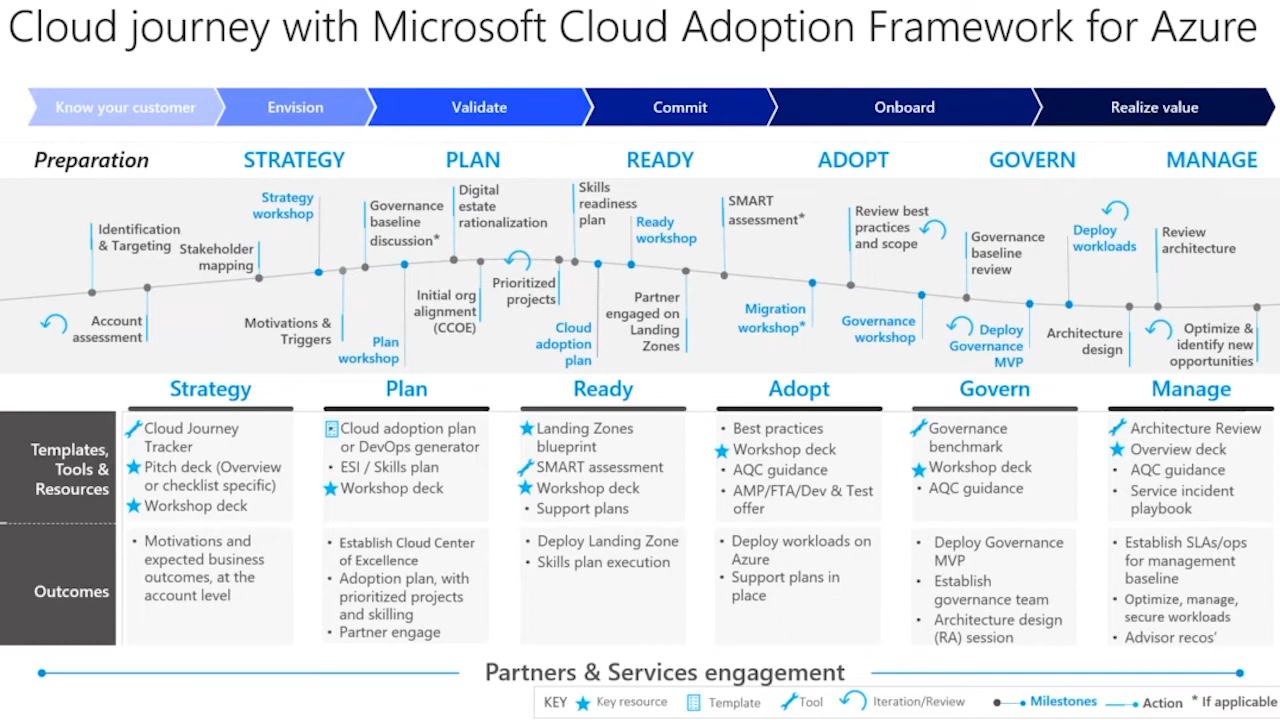 Cloud journey with Microsoft Cloud Adoption Framework for Azure
Know your customer
Envision
Validate
Commit
Onboard
Realize value
Preparation
STRATEGY
PLAN
READY
ADOPT
GOVERN
MANAGE
Identification
& Targeting
Account
assessment
Stakeholder
mapping
Strategy
workshop
Motivations &
Triggers
Governance
baseline
discussion*
Plan
workshop
Digital
estate
rationalization
Initial org
alignment
(CCOE)
Prioritized
projects
Skills
readiness
plan
Cloud
adoption
plan
Ready
workshop
Partner
engaged on
Landing
Zones
SMART
assessment*
Migration
workshop*
Review best
practices
and scope
Governance
workshop
Governance
baseline
review
Deploy
Governance
MVP
Deploy
workloads
Architecture
design
Review
architecture
Optimize &
identify new
opportunities
Strategy
Plan
Ready
Adopt
Govern
Manage
Templates,
Tools &
Resources
Cloud Journey
Tracker
Pitch deck (Overview
or checklist specific)
Workshop deck
Cloud adoption plan
or DevOps generator
• ESI / Skills plan
Workshop deck
Landing Zones
blueprint
SMART assessment
Workshop deck
• Support plans
• Best practices
Workshop deck
• AQC guidance
• AMP/FTA/Dev & Test
offer
Governance
benchmark
Workshop deck
• AQC guidance
Architecture Review
Overview deck
• AQC guidance
• Service incident
playbook
Outcomes
• Motivations and
expected business
outcomes, at the
account level
• Establish Cloud Center
of Excellence
• Adoption plan, with
prioritized projects
and skilling
• Partner engage
• Deploy Landing Zone
• Skills plan execution
• Deploy workloads on
Azure
• Support plans in
place
• Deploy Governance
MVP
• Establish
governance team
• Architecture design
(RA) session
• Establish SLAs/ops
for management
baseline
• Optimize, manage,
secure workloads
• Advisor recos’
Partners & Services engagement
KEY
Key resource
Template
Tool
Iteration/Review
Milestones
Action
* If applicable